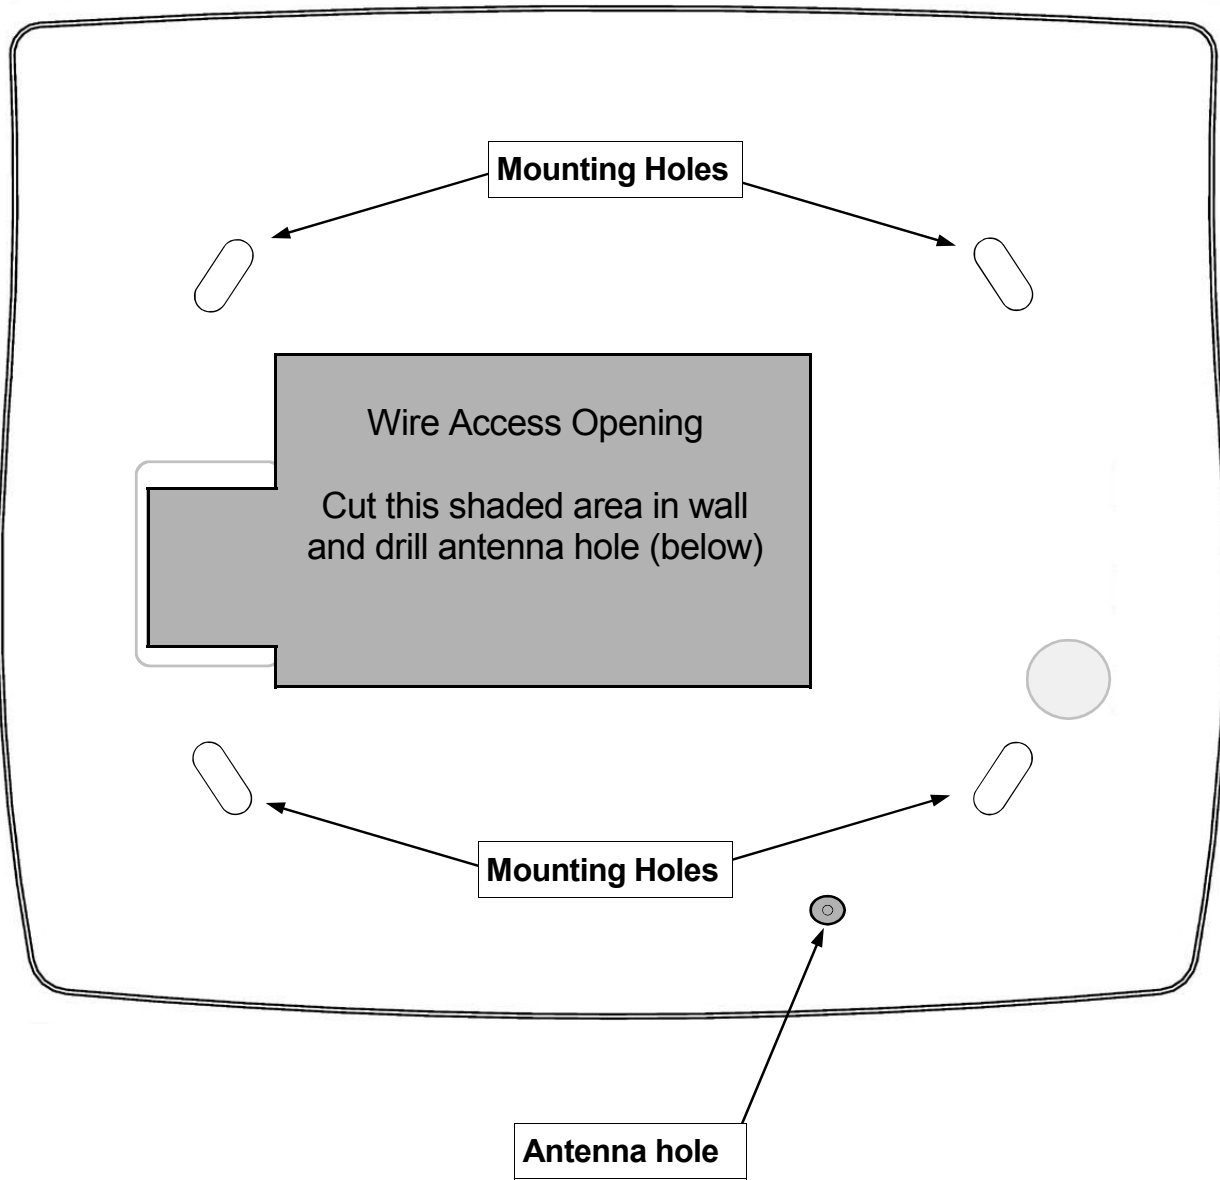 Mounting Holes
Wire Access Opening
Cut this shaded area in wall
and drill antenna hole (below)
Mounting Holes
Antenna hole